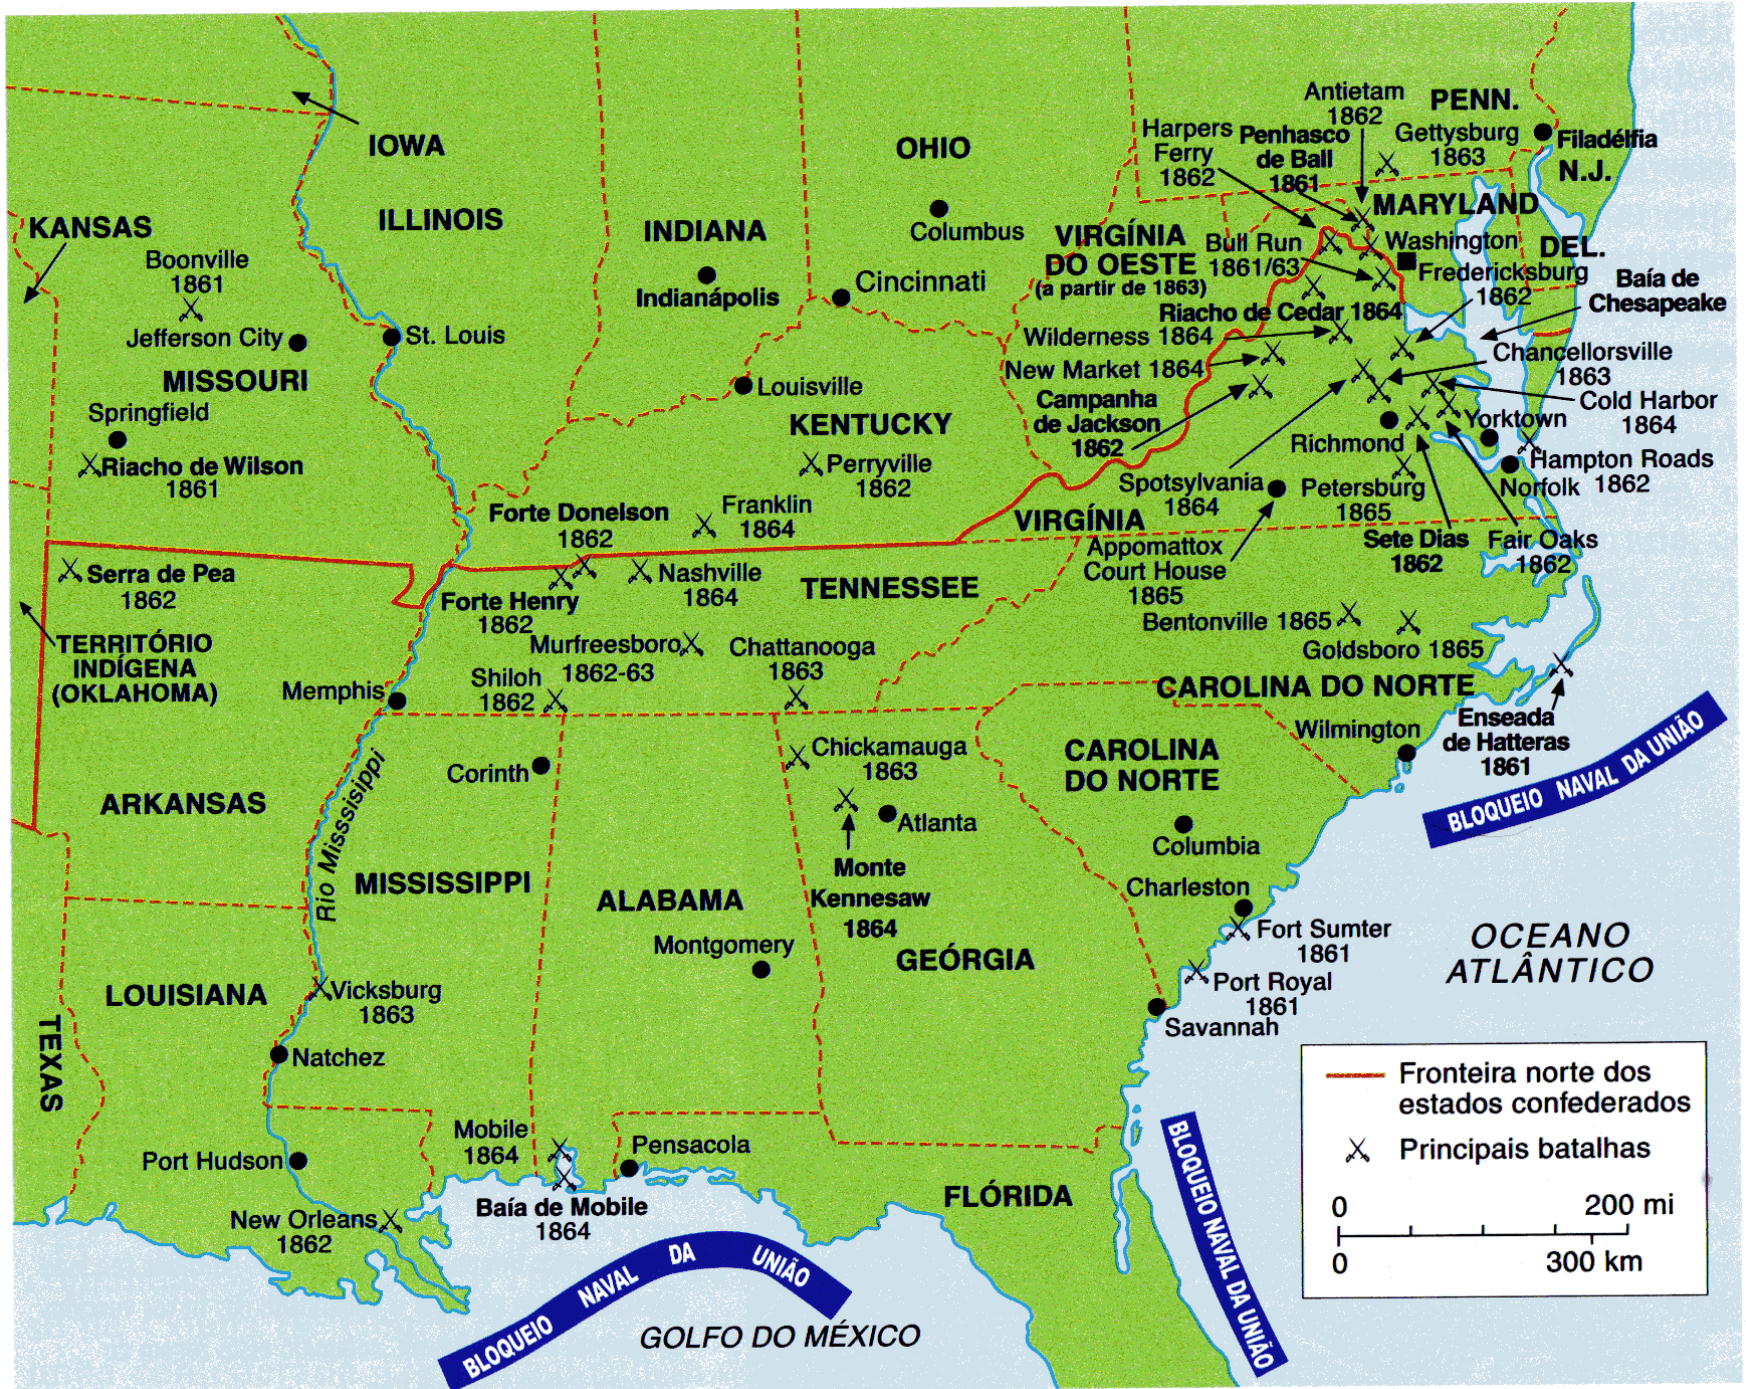 IOWA
KANSAS
ILLINOIS
INDIANA
OHIO
Columbus
Indianápolis
Cincinnati
Boonville
1861
Jefferson City
St. Louis
MISSOURI
Springfield
Riacho de Wilson
1861
Louisville
KENTUCKY
Perryville
1862
Franklin
1864
Forte Donelson
1862
Antietam
1862
PENN.
Harpers
Ferry
1862
Penhasco
de Ball
1861
Gettysburg
1863
Filadélfia
N.J.
MARYLAND
VIRGÍNIA
DO OESTE
(a partir de 1863)
Bull Run
1861/63
Washington
DEL.
Fredericksburg
1862
Baía de
Chesapeake
Riacho de Cedar 1864
Wilderness 1864
New Market 1864
Chancellorsville
1863
Campanha
de Jackson
1862
Cold Harbor
1864
Yorktown
Richmond
Hampton Roads
1862
Norfolk
Spotsylvania
1864
Petersburg
1865
VIRGÍNIA
Appomattox
Court House
1865
Sete Dias
1862
Fair Oaks
1862
Serra de Pea
1862
Forte Henry
1862
Nashville
1864
TENNESSEE
TERRITÓRIO
INDÍGENA
(OKLAHOMA)
Murfreesboro
1862-63
Chattanooga
1863
Shiloh
1862
Memphis
Bentonville 1865
Goldsboro 1865
CAROLINA DO NORTE
Wilmington
Enseada
de Hatteras
1861
BLOQUEIO NAVAL DA UNIÃO
Corinth
Chickamauga
1863
CAROLINA
DO NORTE
ARKANSAS
Rio Mississippi
Atlanta
Columbia
Monte
Kennesaw
1864
MISSISSIPPI
ALABAMA
Charleston
Fort Sumter
1861
Montgomery
GEÓRGIA
OCEANO
ATLÂNTICO
LOUISIANA
Vicksburg
1863
Port Royal
1861
Savannah
TEXAS
Natchez
Fronteira norte dos
estados confederados
Principais batalhas
0 200 mi
0 300 km
Mobile
1864
Pensacola
Port Hudson
Baía de Mobile
1864
New Orleans
1862
FLÓRIDA
BLOQUEIO NAVAL DA UNIÃO
BLOQUEIO NAVAL DA UNIÃO
GOLFO DO MÉXICO